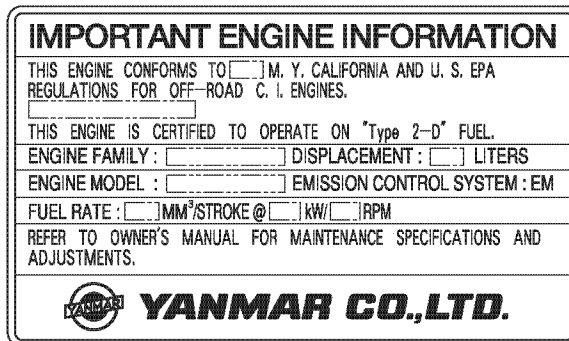 IMPORTANT ENGINE INFORMATION
THIS ENGINE CONFORMS TO M. Y. CALIFORNIA AND U. S. EPA
REGULATIONS FOR OFF-ROAD C. I. ENGINES.
THIS ENGINE IS CERTIFIED TO OPERATE ON "Type 2-D" FUEL.
ENGINE FAMILY : DISPLACEMENT : LITERS
ENGINE MODEL : EMISSION CONTROL SYSTEM : EM
FUEL RATE : MM³/STROKE @ kW/ RPM
REFER TO OWNER'S MANUAL FOR MAINTENANCE SPECIFICATIONS AND
ADJUSTMENTS.
YANMAR YANMAR CO.,LTD.